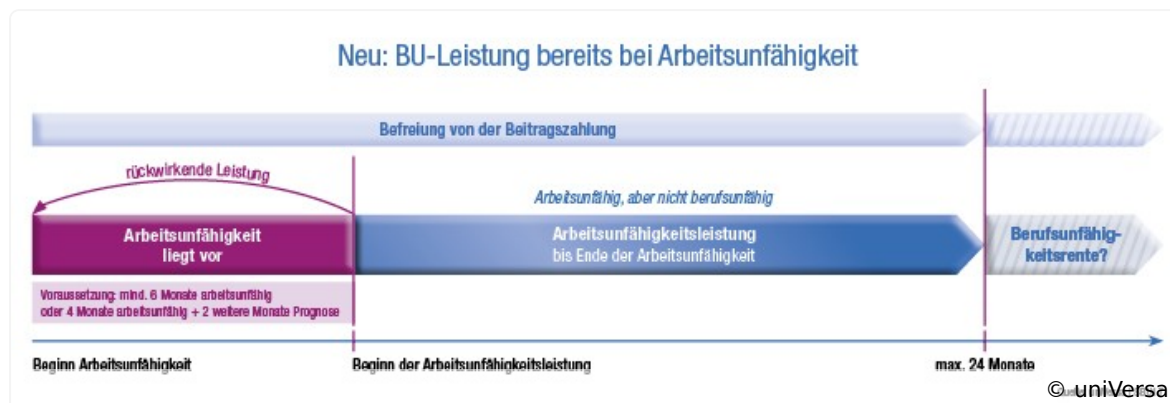 Neu: BU-Leistung bereits bei Arbeitsunfähigkeit
Befreiung von der Beitragszahlung
rückwirkende Leistung
Arbeitsunfähig, aber nicht berufsunfähig
Arbeitsunfähigkeit
liegt vor
Arbeitsunfähigkeitsleistung
bis Ende der Arbeitsunfähigkeit
Berufsunfähig-
keitsrente?
Voraussetzung: mind. 6 Monate arbeitsunfähig
oder 4 Monate arbeitsunfähig + 2 weitere Monate Prognose
Beginn Arbeitsunfähigkeit
Beginn der Arbeitsunfähigkeitsleistung
max. 24 Monate
© uniVersa